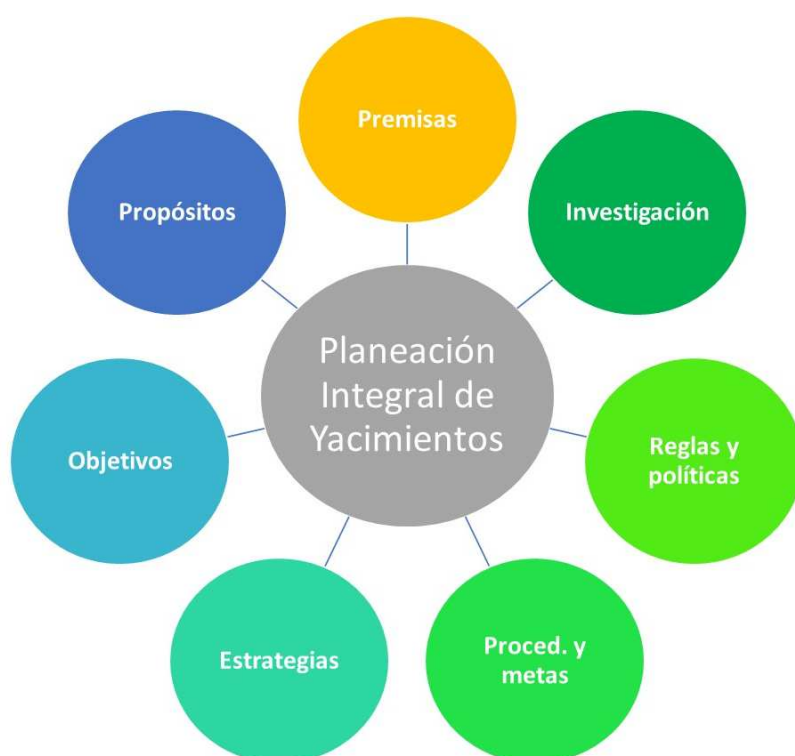 Premisas
Propósitos
Investigación
Planeación
Integral de
Yacimientos
Objetivos
Reglas y
políticas
Estrategias
Proced. y
metas